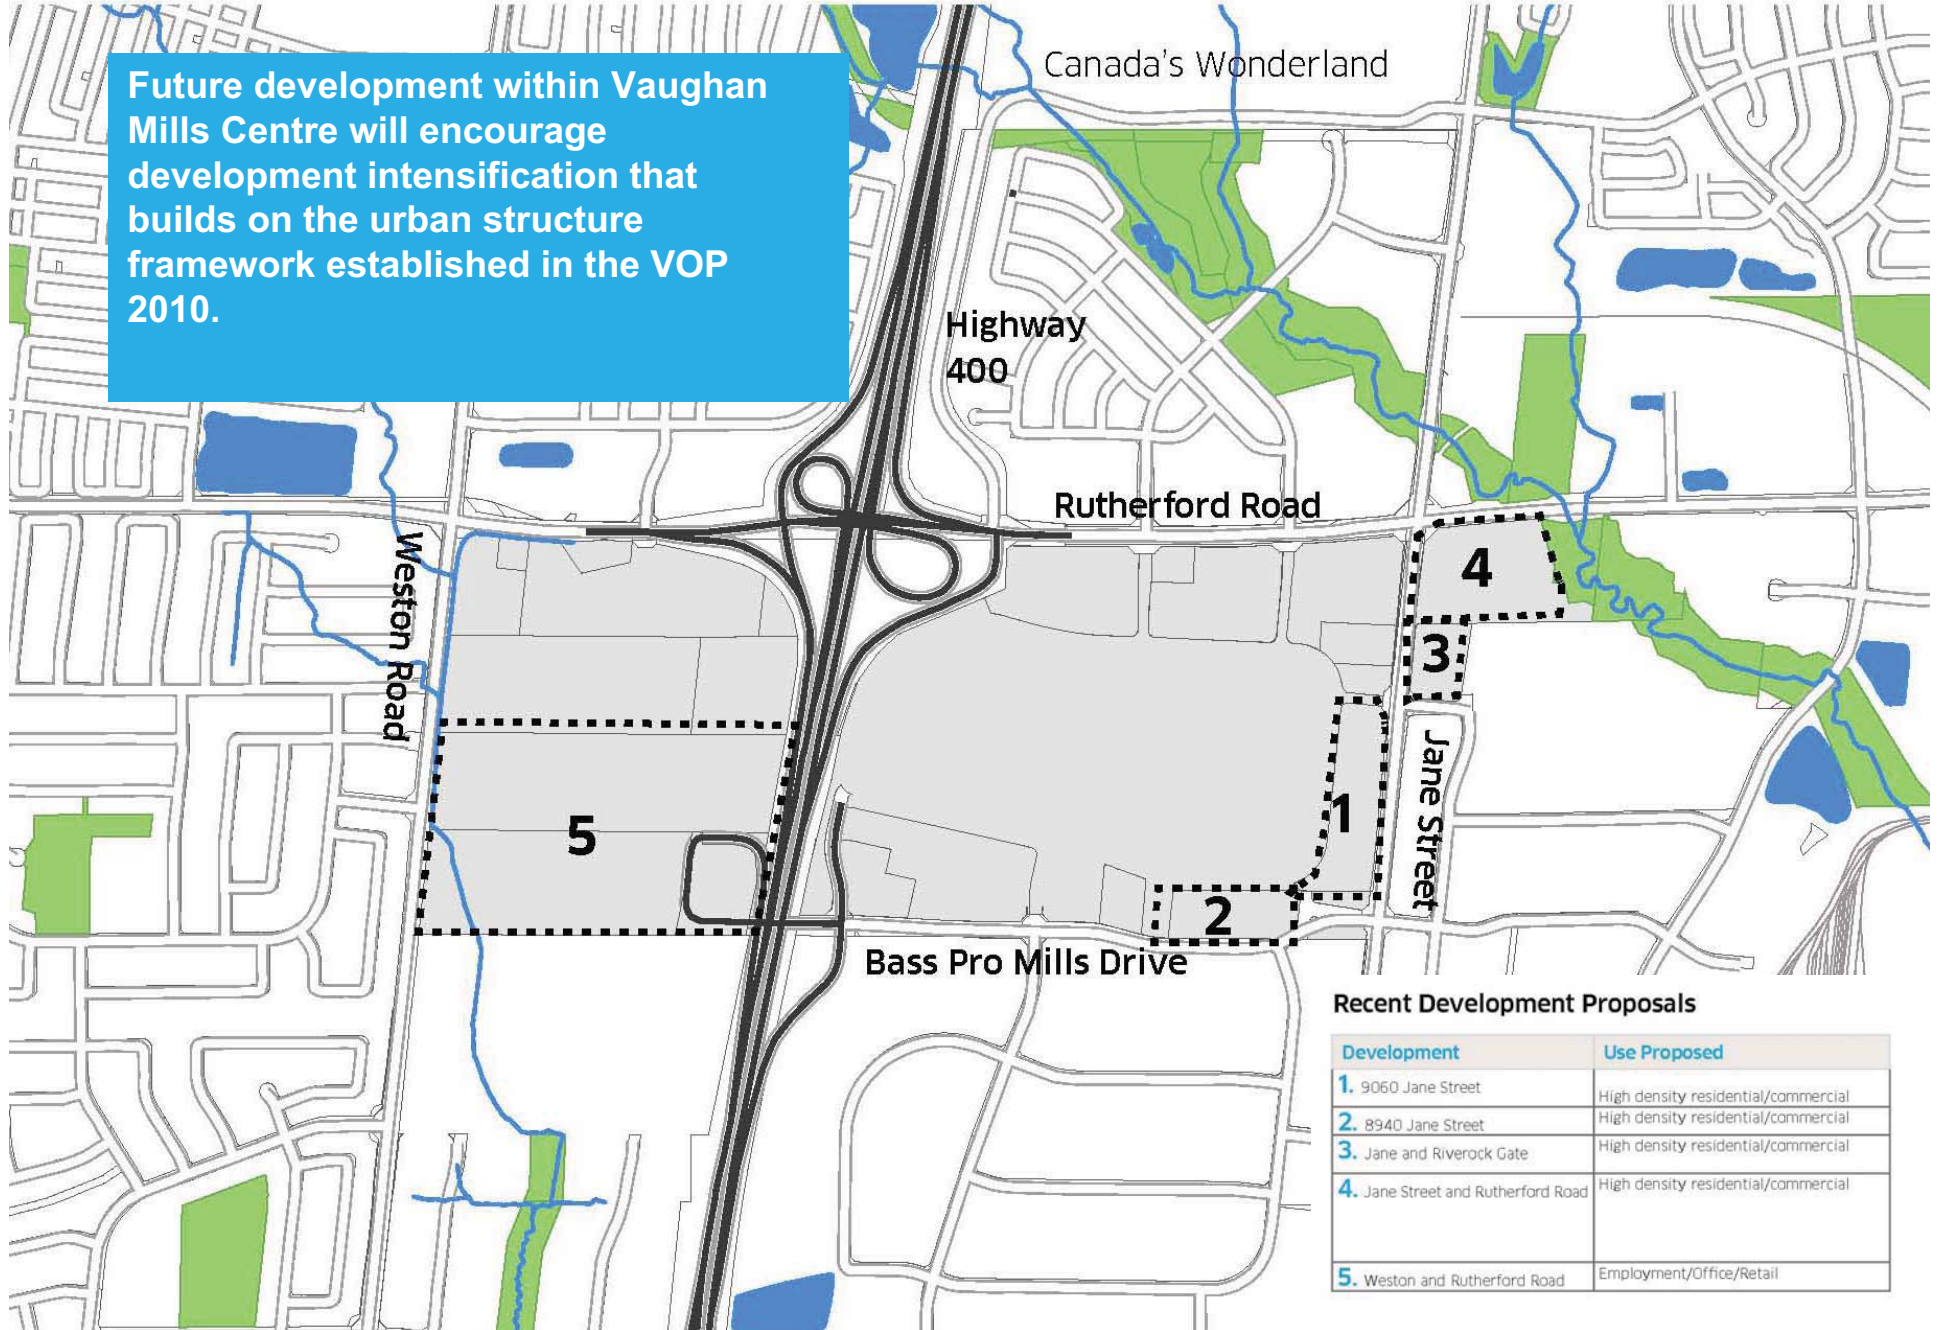 Future development within Vaughan
Mills Centre will encourage
development intensification that
builds on the urban structure
framework established in the VOP
2010.
Canada's Wonderland
Highway
400
Rutherford Road
Weston Road
4
3
Jane Street
1
5
2
Bass Pro Mills Drive
Recent Development Proposals
Development Use Proposed
1. 9060 Jane Street High density residential/commercial
2. 8940 Jane Street High density residential/commercial
3. Jane and Riverock Gate High density residential/commercial
4. Jane Street and Rutherford Road High density residential/commercial
5. Weston and Rutherford Road Employment/Office/Retail